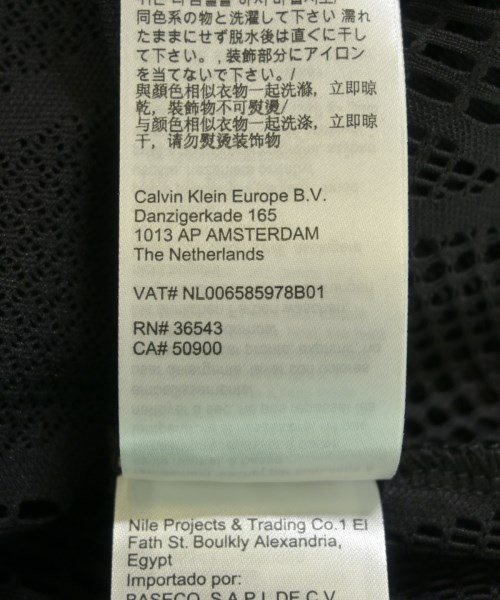 同色系の物と洗濯して下さい 濡れ
たままにせず脱水後は直ぐに干し
て下さい。,装飾部分にアイロン
を当てないで下さい。/
與顏色相似衣物一起洗滌, 立即晾
乾, 裝飾物不可熨燙/
与颜色相似衣物一起洗涤, 立即晾
干, 请勿熨烫装饰物
Calvin Klein Europe B.V.
Danzigerkade 165
1013 AP AMSTERDAM
The Netherlands
VAT# NL006585978B01
RN# 36543
CA# 50900
Nile Projects & Trading Co.1 El
Fath St. Boulkly Alexandria,
Egypt
Importado por:
BASECO, S.A.P.I. DE C.V.